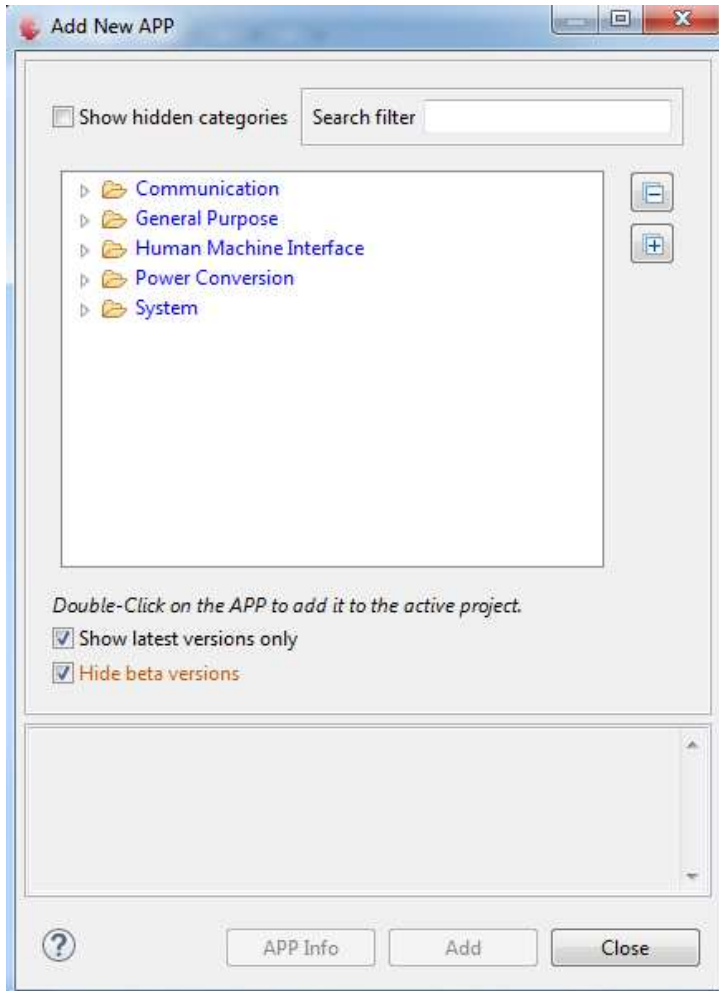 Add New APP
Show hidden categories Search filter
Communication
General Purpose
Human Machine Interface
Power Conversion
System
Double-Click on the APP to add it to the active project.
Show latest versions only
Hide beta versions
? APP Info Add Close